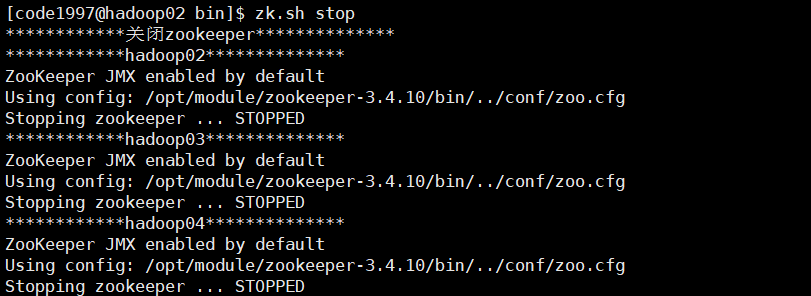 [code1997@hadoop02 bin]$ zk.sh stop
************关闭zookeeper**************
************hadoop02**************
ZooKeeper JMX enabled by default
Using config: /opt/module/zookeeper-3.4.10/bin/../conf/zoo.cfg
Stopping zookeeper ... STOPPED
************hadoop03**************
ZooKeeper JMX enabled by default
Using config: /opt/module/zookeeper-3.4.10/bin/../conf/zoo.cfg
Stopping zookeeper ... STOPPED
************hadoop04**************
ZooKeeper JMX enabled by default
Using config: /opt/module/zookeeper-3.4.10/bin/../conf/zoo.cfg
Stopping zookeeper ... STOPPED